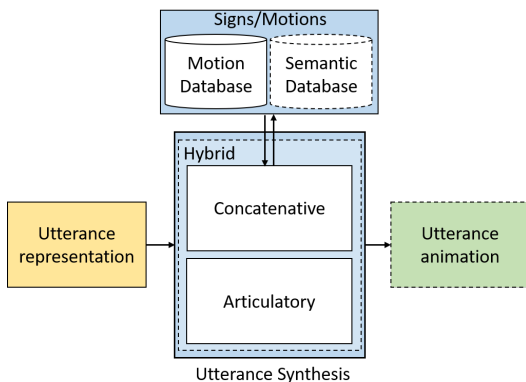 Signs/Motions
Motion
Database
Semantic
Database
Hybrid
Concatenative
Utterance
representation
Utterance
animation
Articulatory
Utterance Synthesis